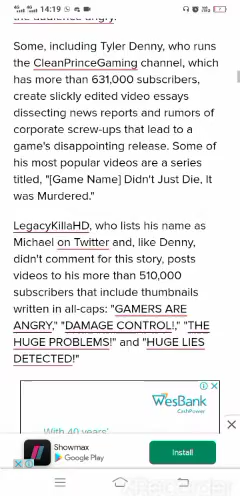 14:19
the audience angry.
Some, including Tyler Denny, who runs
the CleanPrinceGaming channel, which
has more than 631,000 subscribers,
create slickly edited video essays
dissecting news reports and rumors of
corporate screw-ups that lead to a
game's disappointing release. Some of
his most popular videos are a series
titled, "[Game Name] Didn't Just Die, It
was Murdered."
LegacyKillaHD, who lists his name as
Michael on Twitter and, like Denny,
didn't comment for this story, posts
videos to his more than 510,000
subscribers that include thumbnails
written in all-caps: "GAMERS ARE
ANGRY," "DAMAGE CONTROL!," "THE
HUGE PROBLEMS!" and "HUGE LIES
DETECTED!"
WesBank
With 40 years'
Showmax
Google Play
Install